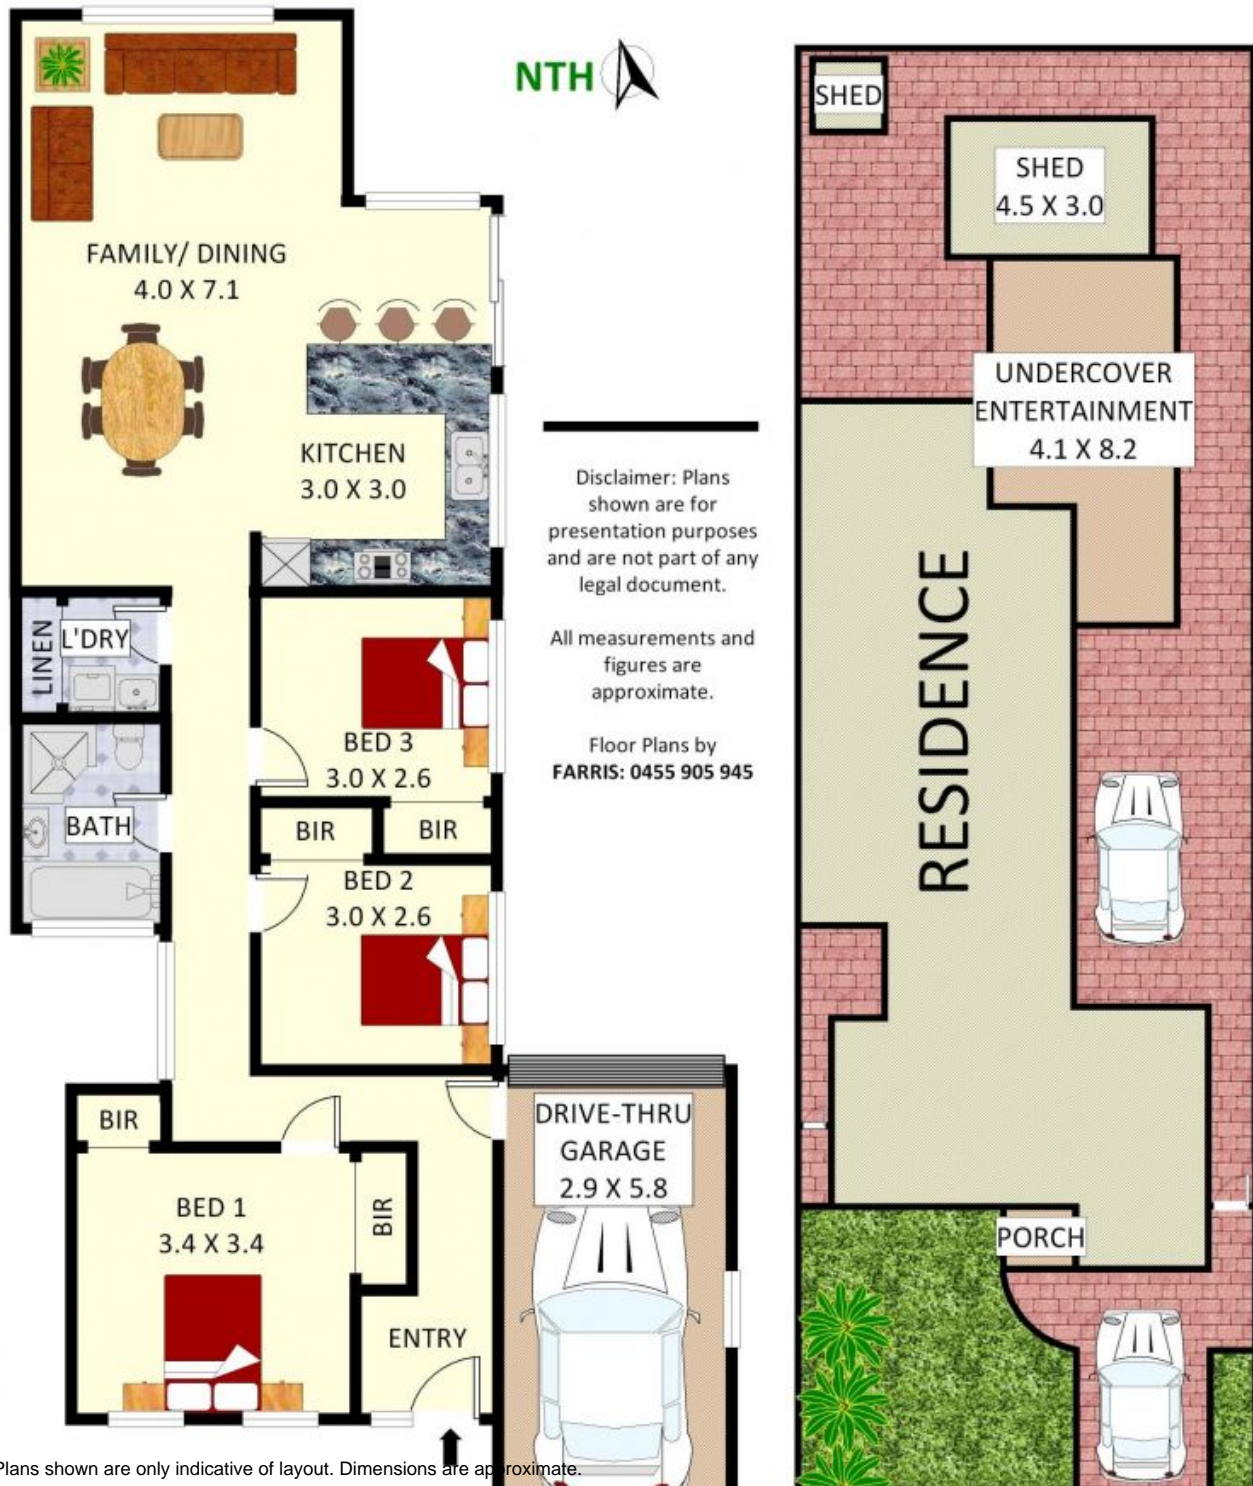 NTH
FAMILY/ DINING
4.0 X 7.1
KITCHEN
3.0 X 3.0
LINEN
L'DRY
BATH
BED 3
3.0 X 2.6
BIR
BIR
BED 2
3.0 X 2.6
BIR
BED 1
3.4 X 3.4
BIR
ENTRY
DRIVE-THRU
GARAGE
2.9 X 5.8
Disclaimer: Plans
shown are for
presentation purposes
and are not part of any
legal document.
All measurements and
figures are
approximate.
Floor Plans by
FARRIS: 0455 905 945
SHED
SHED
4.5 X 3.0
UNDERCOVER
ENTERTAINMENT
4.1 X 8.2
RESIDENCE
PORCH
Plans shown are only indicative of layout. Dimensions are approximate.